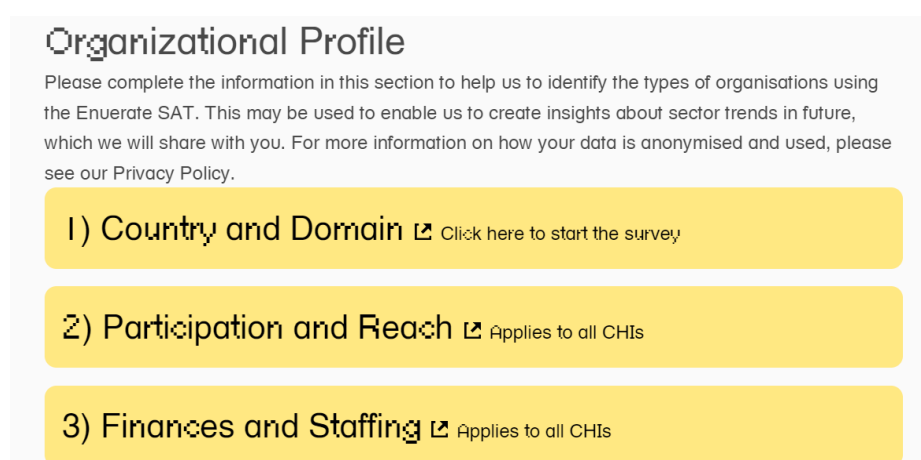 Organizational Profile
Please complete the information in this section to help us to identify the types of organisations using
the Enuerate SAT. This may be used to enable us to create insights about sector trends in future,
which we will share with you. For more information on how your data is anonymised and used, please
see our Privacy Policy.
1) Country and Domain Click here to start the survey
2) Participation and Reach Applies to all CHIs
3) Finances and Staffing Applies to all CHIs